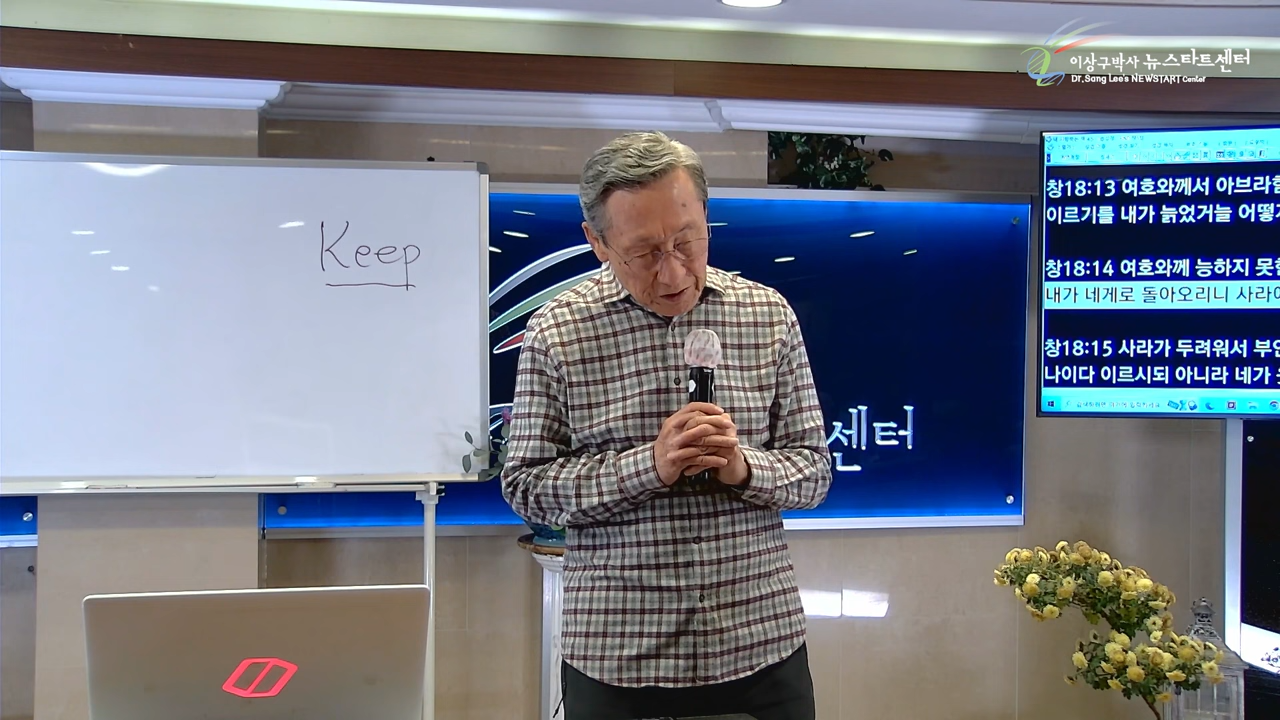 이상구박사 뉴스타트센터
Dr. Sang Lee's NEWSTART Center
Keep
센터
창18:13 여호와께서 아브라함
이르기를 내가 늙었거늘 어떻게
창18:14 여호와께 능하지 못한
내가 네게로 돌아오리니 사라에
창18:15 사라가 두려워서 부인
나이다 이르시되 아니라 네가